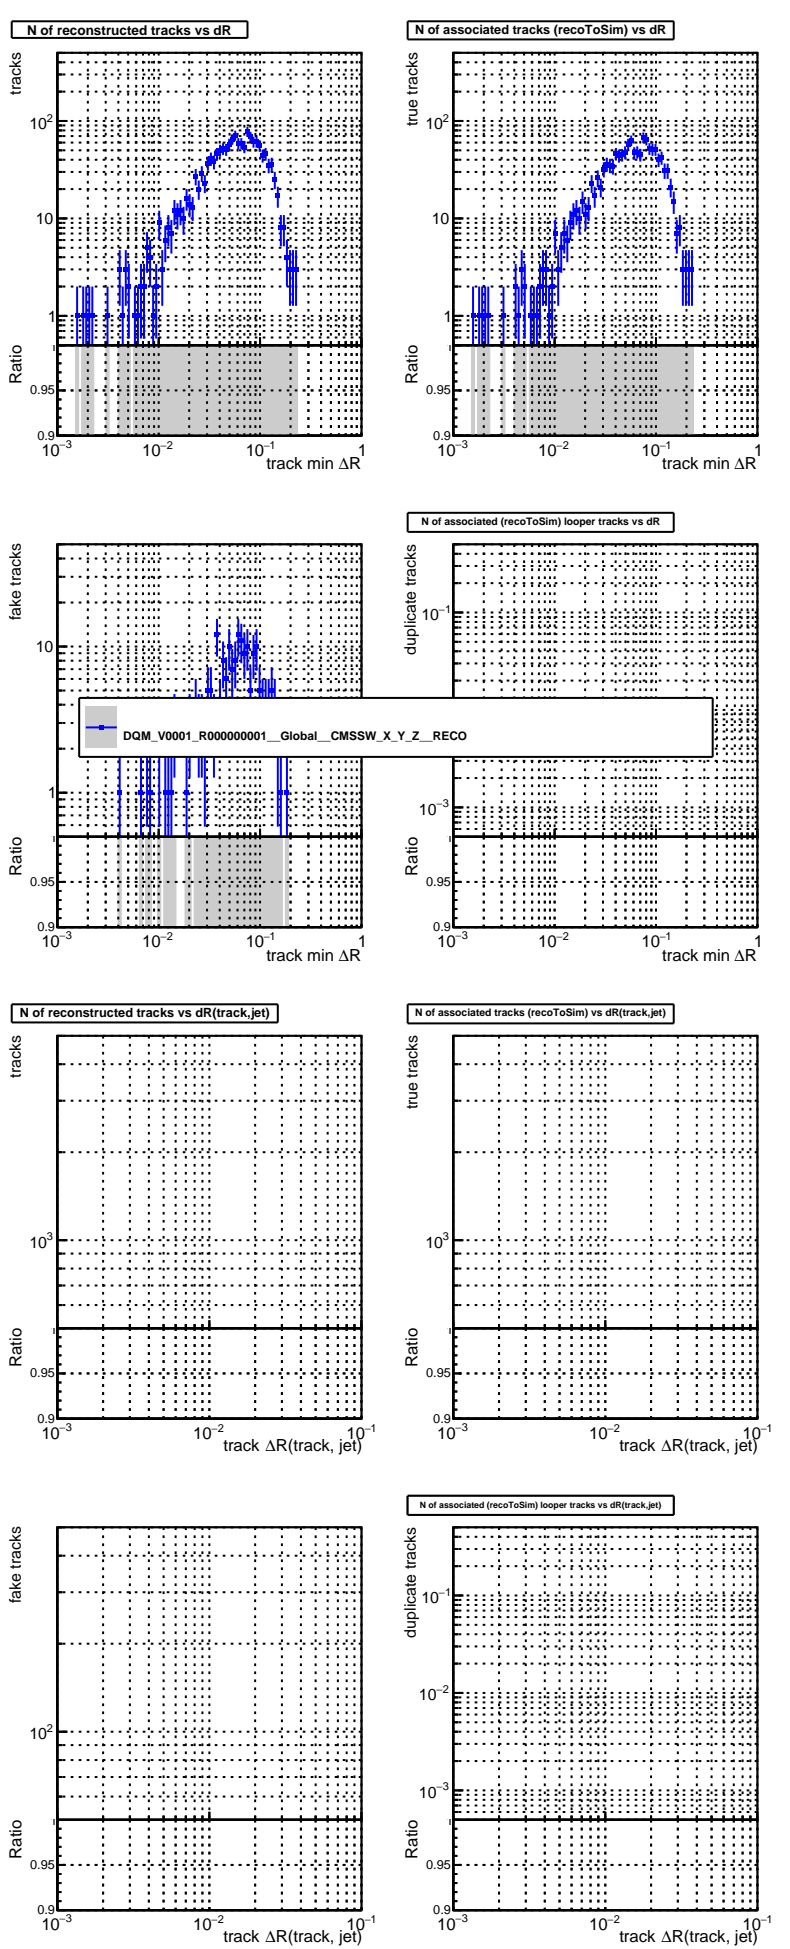 N of reconstructed tracks vs dR
tracks
10²
10
1
Ratio
1
0.95
0.9
10⁻³
10⁻²
10⁻¹
1
track min ΔR
N of associated tracks (recoToSim) vs dR
true tracks
10²
10
1
Ratio
1
0.95
0.9
10⁻³
10⁻²
10⁻¹
1
track min ΔR
fake tracks
10
1
Ratio
1
0.95
0.9
10⁻³
10⁻²
10⁻¹
1
track min ΔR
N of associated (recoToSim) looper tracks vs dR
duplicate tracks
10⁻¹
10⁻³
Ratio
1
0.95
0.9
10⁻³
10⁻²
10⁻¹
1
track min ΔR
DQM_V0001_R000000001__Global__CMSSW_X_Y_Z__RECO
N of reconstructed tracks vs dR(track,jet)
tracks
10³
Ratio
1
0.95
0.9
10⁻³
10⁻²
10⁻¹
track ΔR(track, jet)
N of associated tracks (recoToSim) vs dR(track,jet)
true tracks
10³
Ratio
1
0.95
0.9
10⁻³
10⁻²
10⁻¹
track ΔR(track, jet)
fake tracks
10²
Ratio
1
0.95
0.9
10⁻³
10⁻²
10⁻¹
track ΔR(track, jet)
N of associated (recoToSim) looper tracks vs dR(track,jet)
duplicate tracks
10⁻¹
10⁻²
10⁻³
Ratio
1
0.95
0.9
10⁻³
10⁻²
10⁻¹
track ΔR(track, jet)